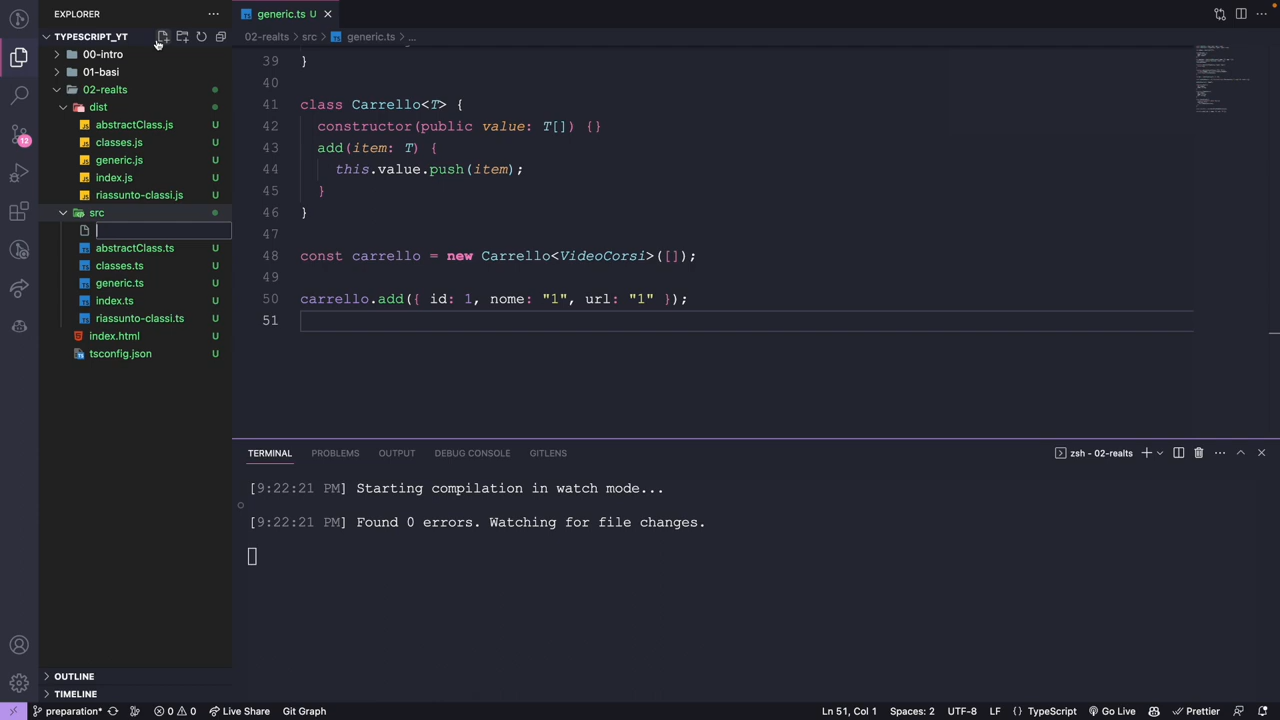 EXPLORER
TYPESCRIPT_YT
00-intro
01-basi
02-realts
dist
abstractClass.js U
classes.js U
generic.js U
index.js U
riassunto-classi.js U
src
abstractClass.ts U
classes.ts U
generic.ts U
index.ts U
riassunto-classi.ts U
index.html U
tsconfig.json U
OUTLINE
TIMELINE
12
generic.ts U
02-realts > src > generic.ts > ...
39 }
40
41 class Carrello<T> {
42 constructor(public value: T[]) {}
43 add(item: T) {
44 this.value.push(item);
45 }
46 }
47
48 const carrello = new Carrello<VideoCorsi>([]);
49
50 carrello.add({ id: 1, nome: "1", url: "1" });
51
TERMINAL PROBLEMS OUTPUT DEBUG CONSOLE GITLENS
zsh - 02-realts
[9:22:21 PM] Starting compilation in watch mode...
[9:22:21 PM] Found 0 errors. Watching for file changes.
preparation* 0 0 Live Share Git Graph Ln 51, Col 1 Spaces: 2 UTF-8 LF {} TypeScript Go Live Prettier